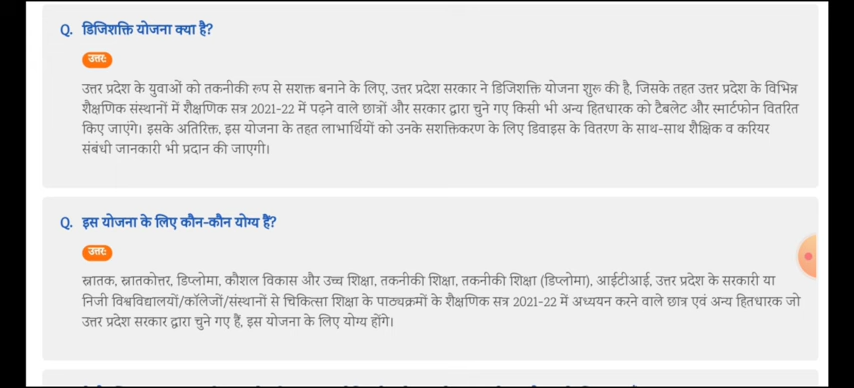 Q. डिजिशक्ति योजना क्या है?
उत्तर:
उत्तर प्रदेश के युवाओं को तकनीकी रूप से सशक्त बनाने के लिए, उत्तर प्रदेश सरकार ने डिजिशक्ति योजना शुरू की है, जिसके तहत उत्तर प्रदेश के विभिन्न
शैक्षणिक संस्थानों में शैक्षणिक सत्र 2021-22 में पढ़ने वाले छात्रों और सरकार द्वारा चुने गए किसी भी अन्य हितधारक को टैबलेट और स्मार्टफोन वितरित
किए जाएंगे। इसके अतिरिक्त, इस योजना के तहत लाभार्थियों को उनके सशक्तिकरण के लिए डिवाइस के वितरण के साथ-साथ शैक्षिक व करियर
संबंधी जानकारी भी प्रदान की जाएगी।
Q. इस योजना के लिए कौन-कौन योग्य हैं?
उत्तर:
स्नातक, स्नातकोत्तर, डिप्लोमा, कौशल विकास और उच्च शिक्षा, तकनीकी शिक्षा, तकनीकी शिक्षा (डिप्लोमा), आईटीआई, उत्तर प्रदेश के सरकारी या
निजी विश्वविद्यालयों/कॉलेजों/संस्थानों से चिकित्सा शिक्षा के पाठ्यक्रमों के शैक्षणिक सत्र 2021-22 में अध्ययन करने वाले छात्र एवं अन्य हितधारक जो
उत्तर प्रदेश सरकार द्वारा चुने गए हैं, इस योजना के लिए योग्य होंगे।